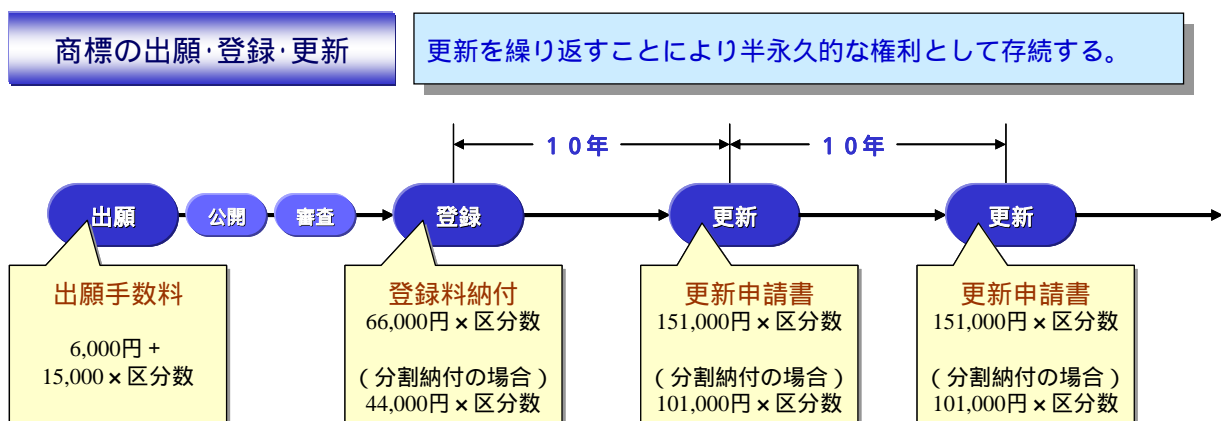 商標の出願･登録･更新
更新を繰り返すことにより半永久的な権利として存続する。
１０年
１０年
出願
公開
審査
登録
更新
更新
出願手数料
6,000円 +
15,000 × 区分数
登録料納付
66,000円 × 区分数
( 分割納付の場合 )
44,000円 × 区分数
更新申請書
151,000円 × 区分数
( 分割納付の場合 )
101,000円 × 区分数
更新申請書
151,000円 × 区分数
( 分割納付の場合 )
101,000円 × 区分数